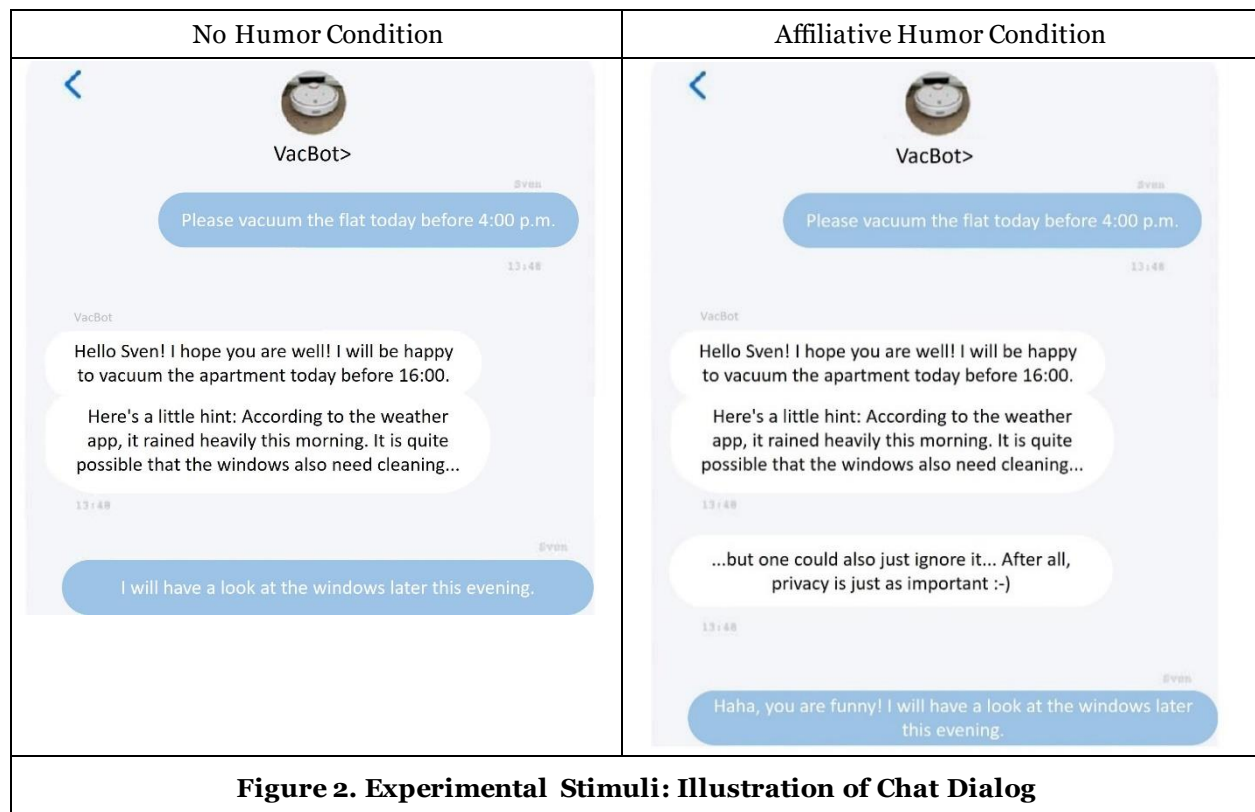 No Humor Condition
VacBot>
Sven
Please vacuum the flat today before 4:00 p.m.
13:48
VacBot
Hello Sven! I hope you are well! I will be happy
to vacuum the apartment today before 16:00.
Here's a little hint: According to the weather
app, it rained heavily this morning. It is quite
possible that the windows also need cleaning...
13:48
Sven
I will have a look at the windows later this evening.
Affiliative Humor Condition
VacBot>
Sven
Please vacuum the flat today before 4:00 p.m.
13:48
VacBot
Hello Sven! I hope you are well! I will be happy
to vacuum the apartment today before 16:00.
Here's a little hint: According to the weather
app, it rained heavily this morning. It is quite
possible that the windows also need cleaning...
13:48
...but one could also just ignore it... After all,
privacy is just as important :-)
13:48
Sven
Haha, you are funny! I will have a look at the windows later
this evening.
Figure 2. Experimental Stimuli: Illustration of Chat Dialog